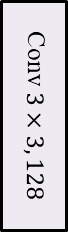 Conv 3 × 3, 128